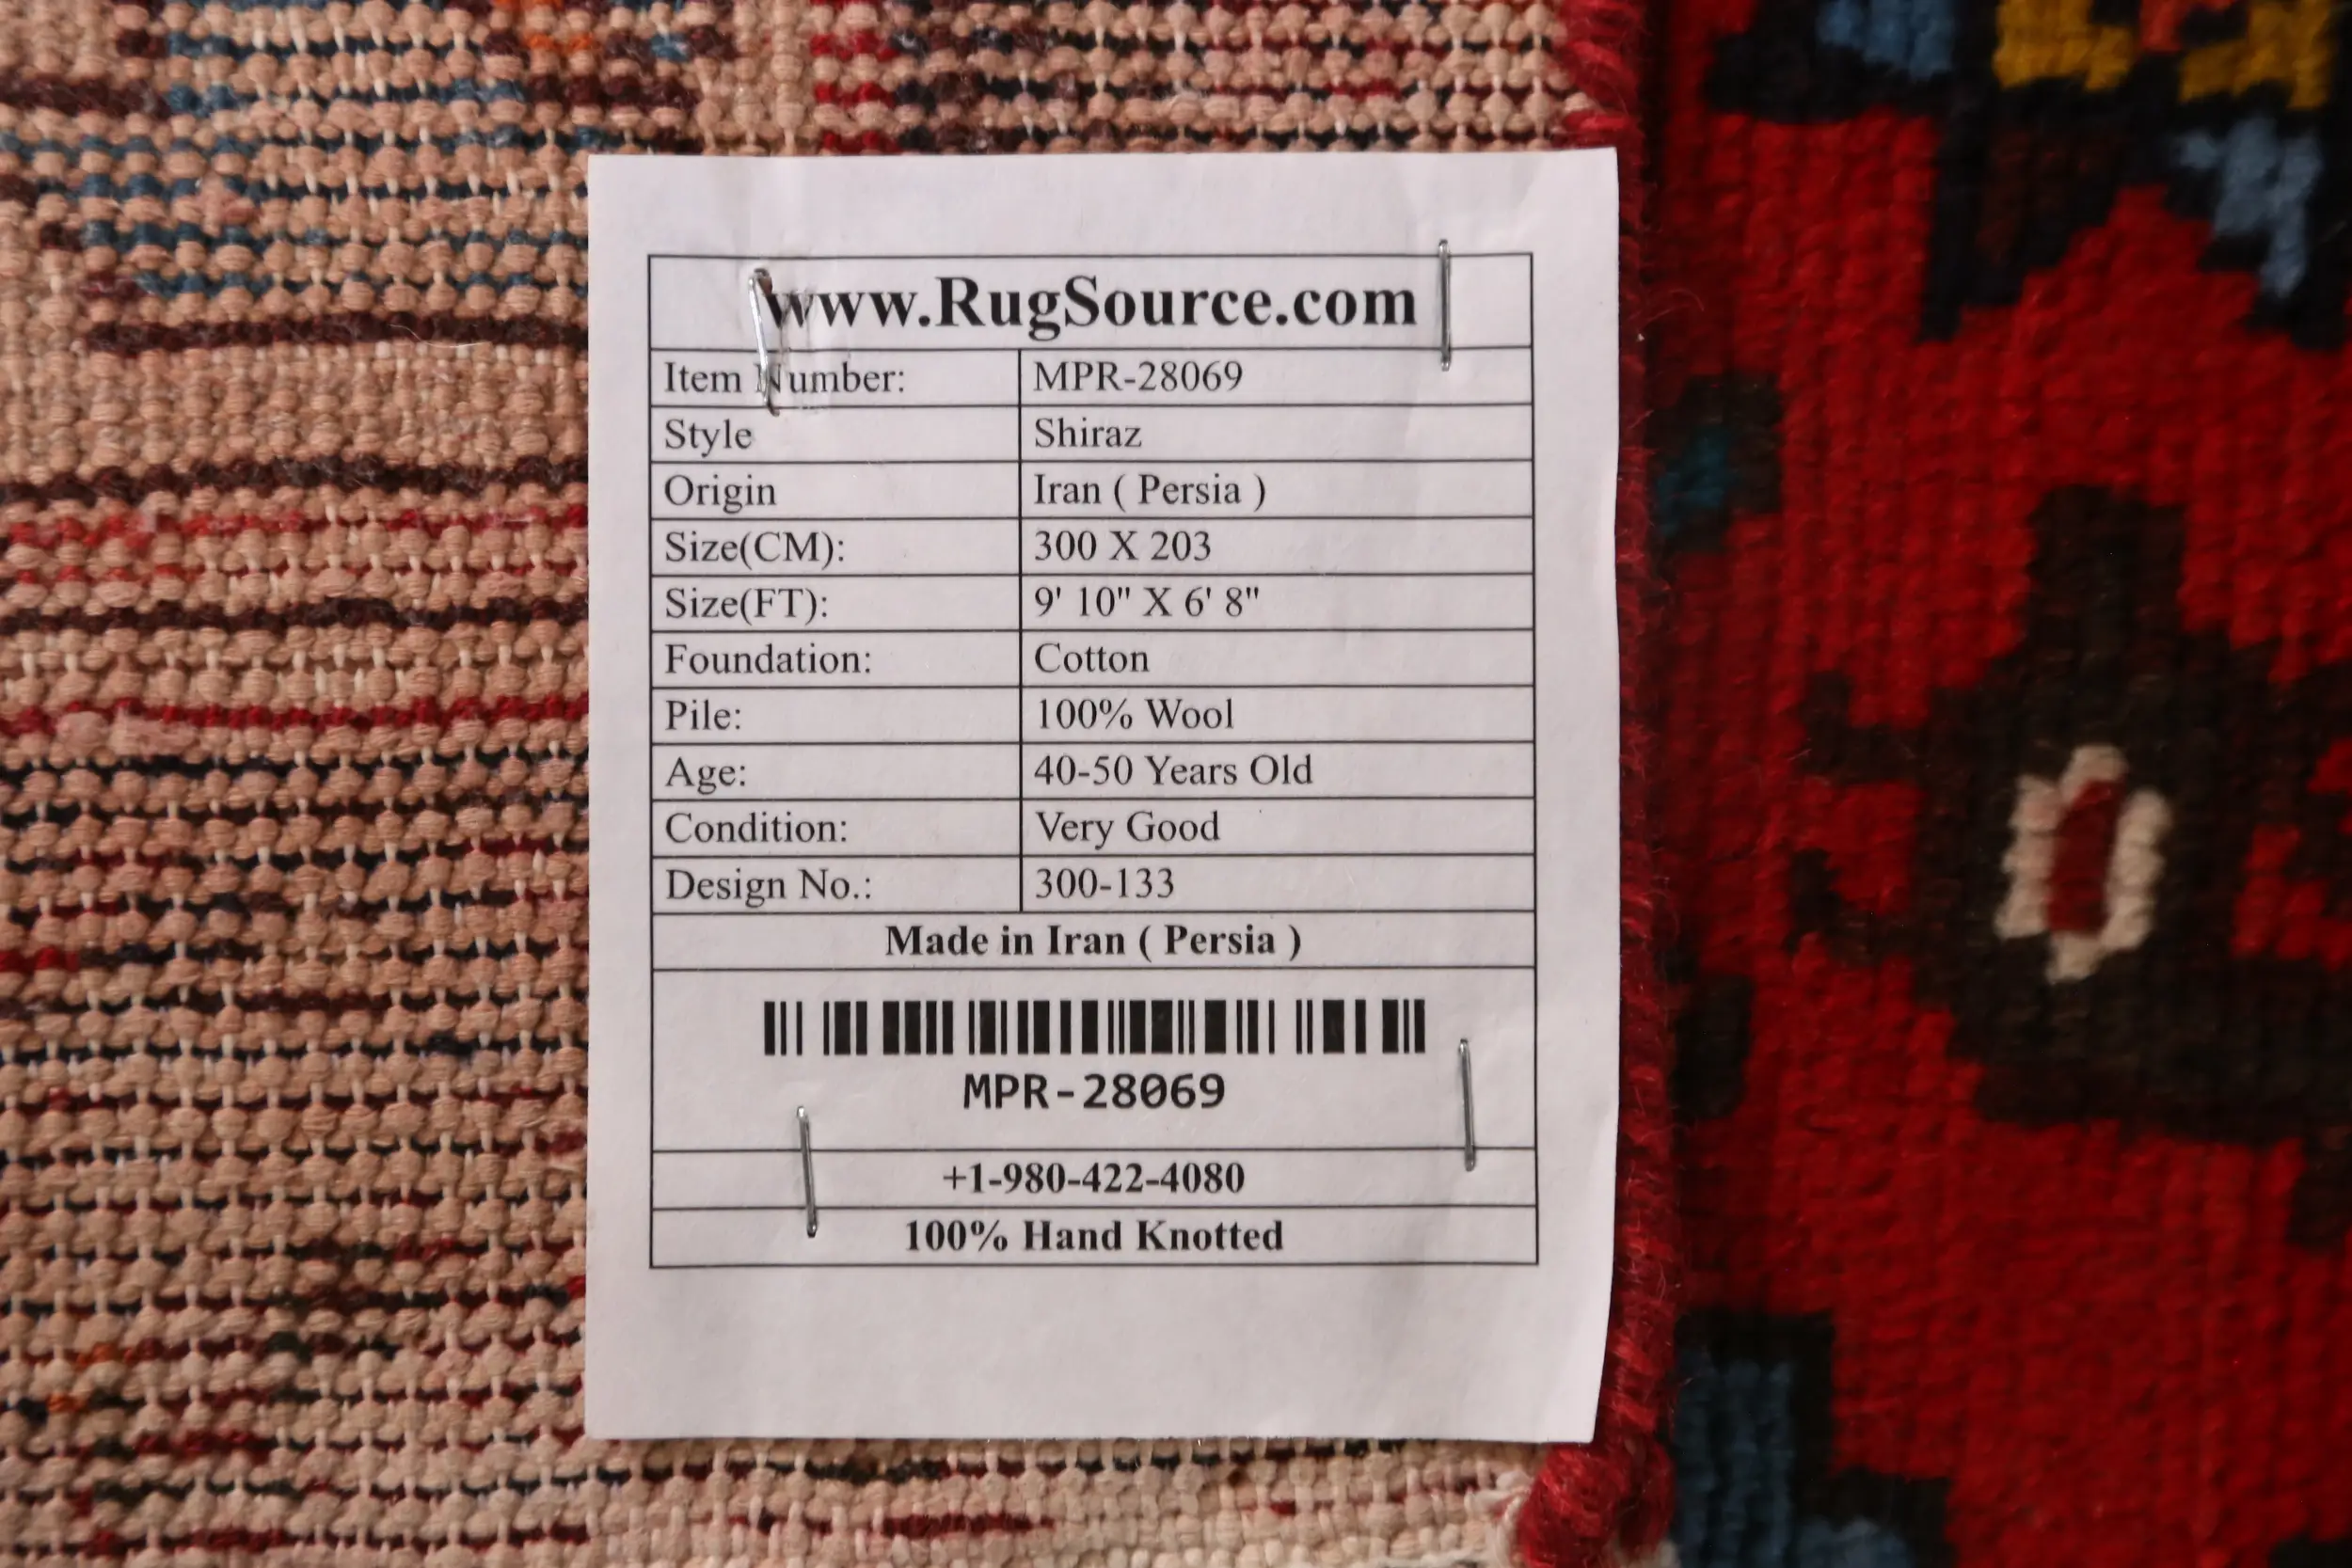 www.RugSource.com
Item Number: MPR-28069
Style Shiraz
Origin Iran ( Persia )
Size(CM): 300 X 203
Size(FT): 9' 10" X 6' 8"
Foundation: Cotton
Pile: 100% Wool
Age: 40-50 Years Old
Condition: Very Good
Design No.: 300-133
Made in Iran ( Persia )
MPR-28069
+1-980-422-4080
100% Hand Knotted